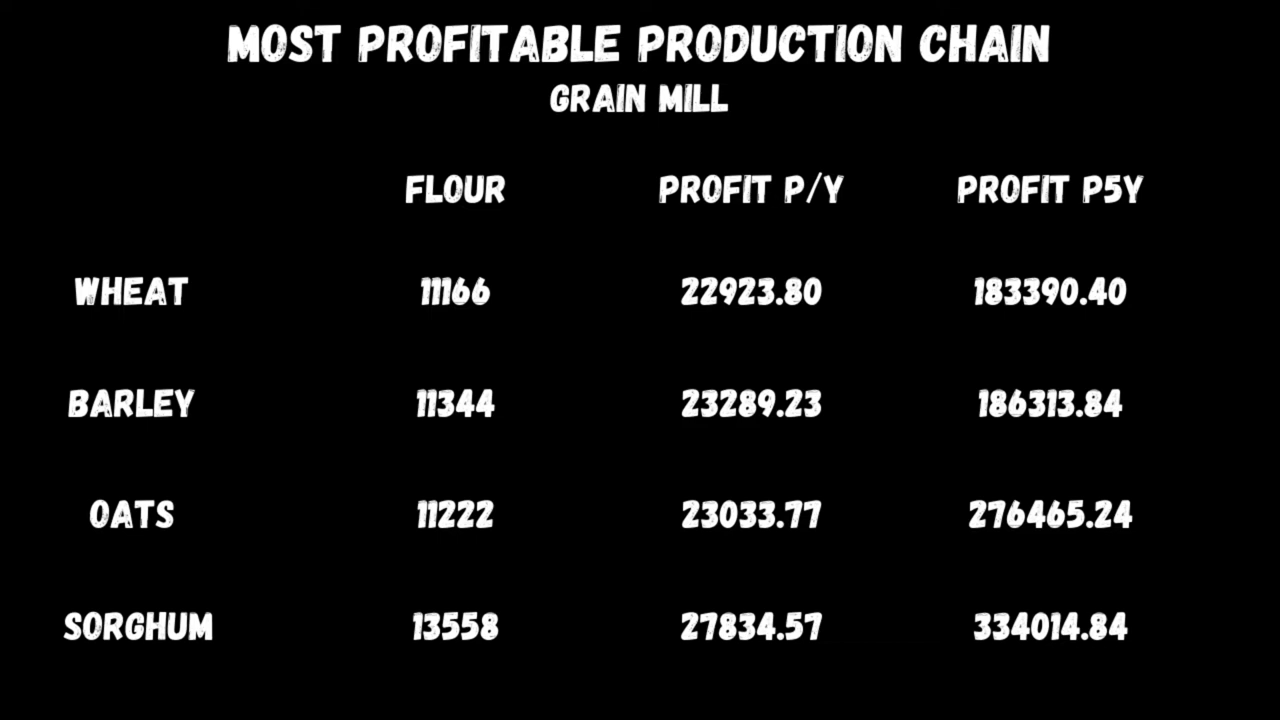 MOST PROFITABLE PRODUCTION CHAIN
GRAIN MILL
FLOUR PROFIT P/Y PROFIT P5Y
WHEAT 11166 22923.80 183390.40
BARLEY 11344 23289.23 186313.84
OATS 11222 23033.77 276465.24
SORGHUM 13558 27834.57 334014.84